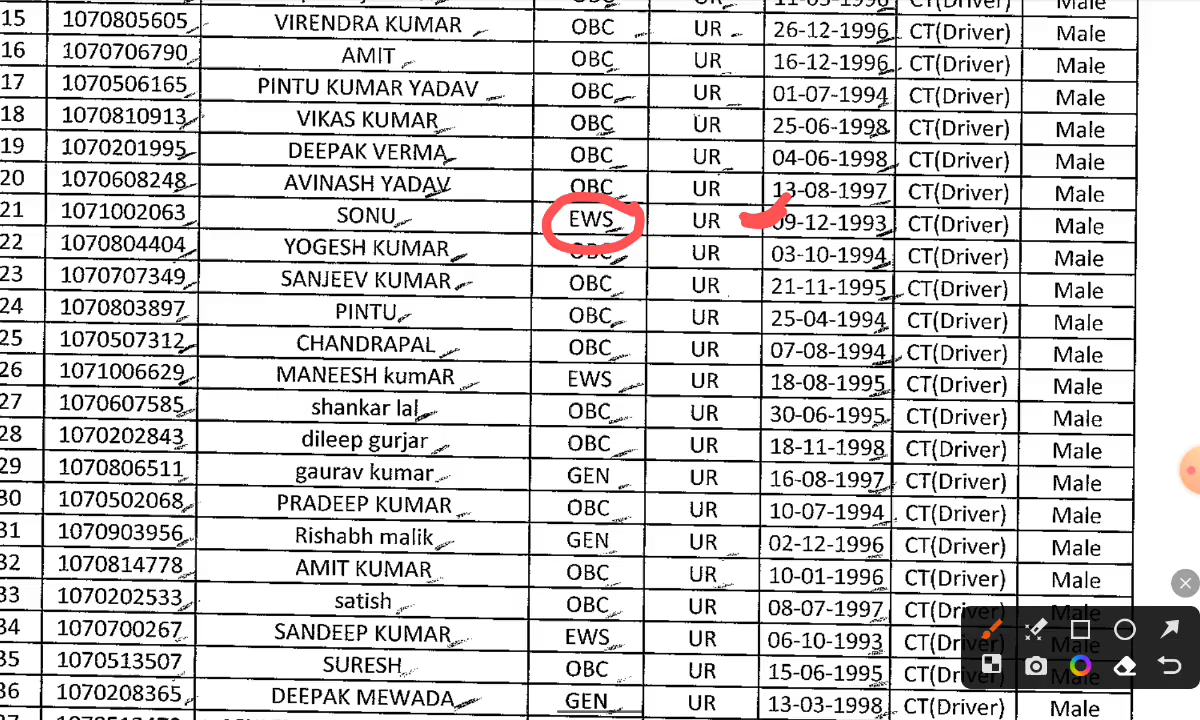 11-05-1996 CT(Driver) Male
15 1070805605 VIRENDRA KUMAR OBC UR 26-12-1996 CT(Driver) Male
16 1070706790 AMIT OBC UR 16-12-1996 CT(Driver) Male
17 1070506165 PINTU KUMAR YADAV OBC UR 01-07-1994 CT(Driver) Male
18 1070810913 VIKAS KUMAR OBC UR 25-06-1998 CT(Driver) Male
19 1070201995 DEEPAK VERMA OBC UR 04-06-1998 CT(Driver) Male
20 1070608248 AVINASH YADAV OBC UR 13-08-1997 CT(Driver) Male
21 1071002063 SONU EWS UR 09-12-1993 CT(Driver) Male
22 1070804404 YOGESH KUMAR OBC UR 03-10-1994 CT(Driver) Male
23 1070707349 SANJEEV KUMAR OBC UR 21-11-1995 CT(Driver) Male
24 1070803897 PINTU OBC UR 25-04-1994 CT(Driver) Male
25 1070507312 CHANDRAPAL OBC UR 07-08-1994 CT(Driver) Male
26 1071006629 MANEESH kumAR EWS UR 18-08-1995 CT(Driver) Male
27 1070607585 shankar lal OBC UR 30-06-1995 CT(Driver) Male
28 1070202843 dileep gurjar OBC UR 18-11-1998 CT(Driver) Male
29 1070806511 gaurav kumar GEN UR 16-08-1997 CT(Driver) Male
30 1070502068 PRADEEP KUMAR OBC UR 10-07-1994 CT(Driver) Male
31 1070903956 Rishabh malik GEN UR 02-12-1996 CT(Driver) Male
32 1070814778 AMIT KUMAR OBC UR 10-01-1996 CT(Driver) Male
33 1070202533 satish OBC UR 08-07-1997
34 1070700267 SANDEEP KUMAR EWS UR 06-10-1993
35 1070513507 SURESH OBC UR 15-06-1995
36 1070208365 DEEPAK MEWADA GEN UR 13-03-1998 CT(Driver) Male